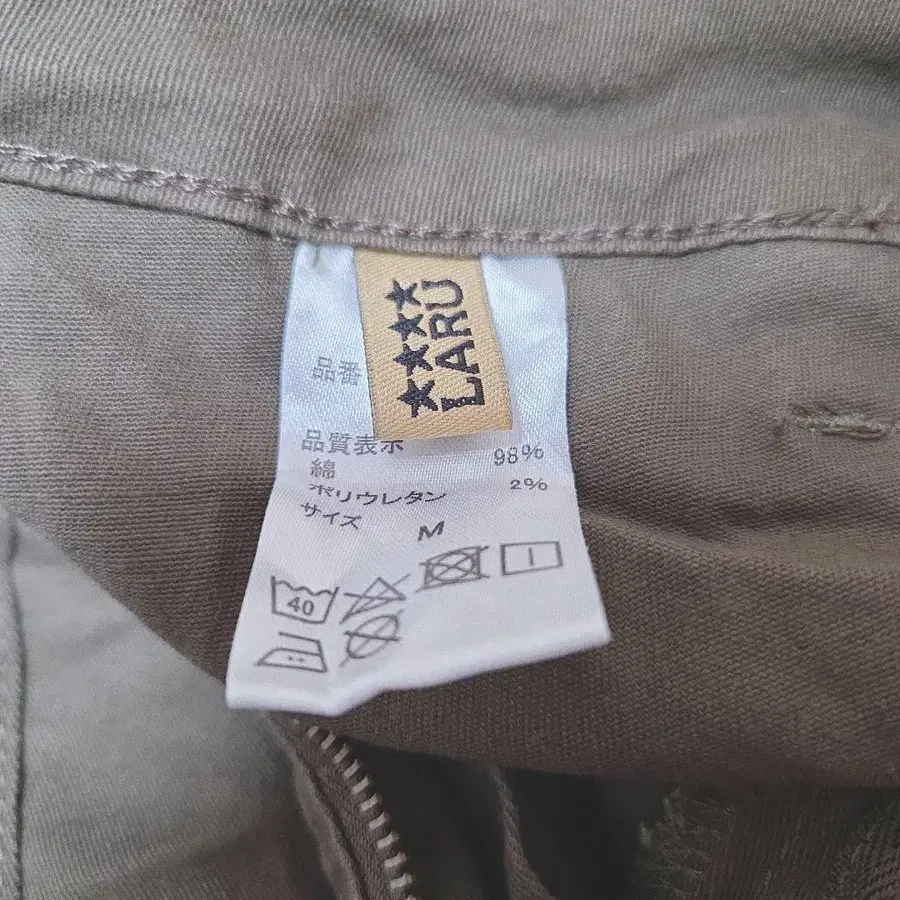 LARU
品番
品質表示
綿 98%
ポリウレタン 2%
サイズ M
40